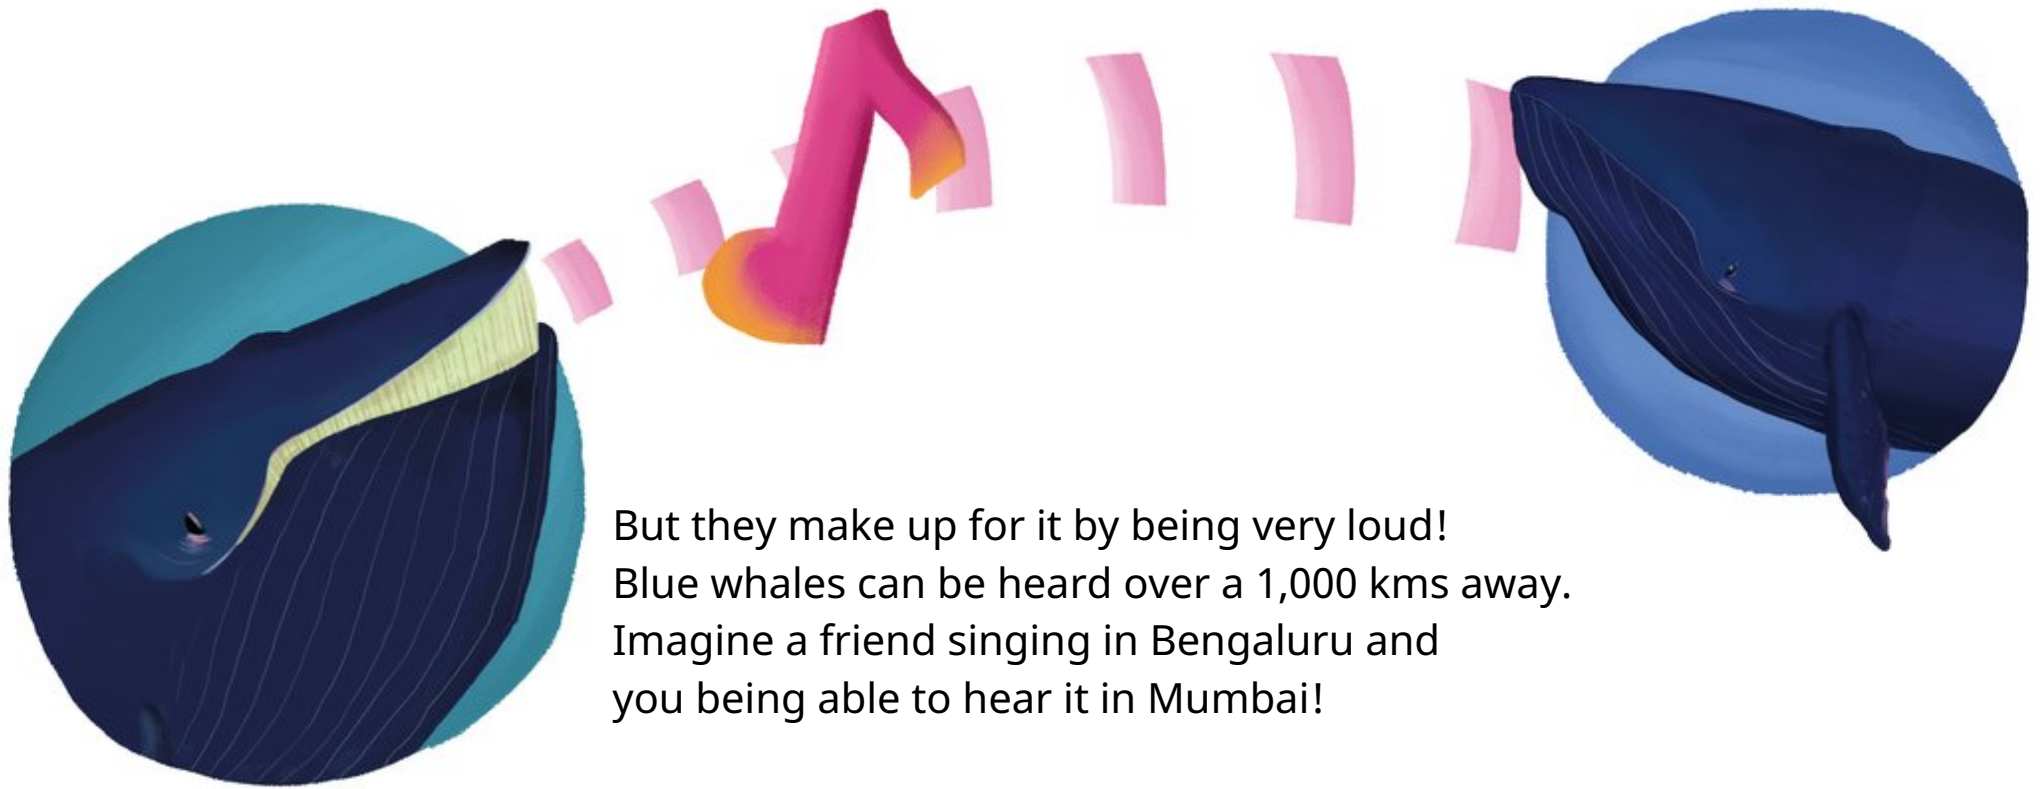 But they make up for it by being very loud!
Blue whales can be heard over a 1,000 kms away.
Imagine a friend singing in Bengaluru and
you being able to hear it in Mumbai!